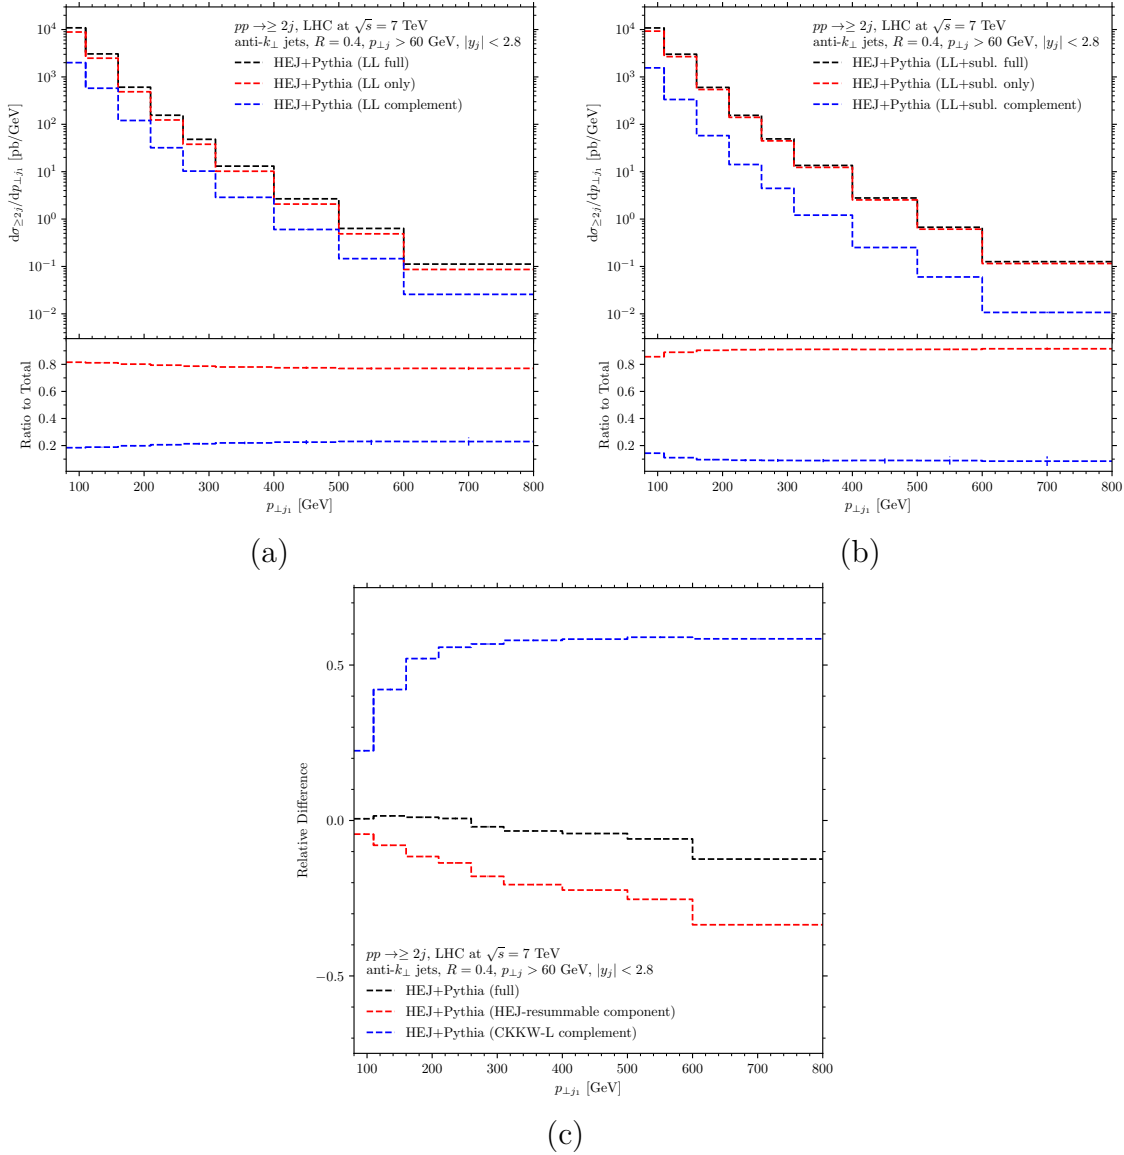 pp →≥ 2j, LHC at √s = 7 TeV
anti-k⊥ jets, R = 0.4, p⊥j > 60 GeV, |yj| < 2.8
HEJ+Pythia (LL full)
HEJ+Pythia (LL only)
HEJ+Pythia (LL complement)
dσ≥2j/dp⊥j1 [pb/GeV]
10^4
10^3
10^2
10^1
10^0
10^−1
10^−2
Ratio to Total
0.8
0.6
0.4
0.2
100 200 300 400 500 600 700 800
p⊥j1 [GeV]
(a)
pp →≥ 2j, LHC at √s = 7 TeV
anti-k⊥ jets, R = 0.4, p⊥j > 60 GeV, |yj| < 2.8
HEJ+Pythia (LL+subl. full)
HEJ+Pythia (LL+subl. only)
HEJ+Pythia (LL+subl. complement)
dσ≥2j/dp⊥j1 [pb/GeV]
10^4
10^3
10^2
10^1
10^0
10^−1
10^−2
Ratio to Total
0.8
0.6
0.4
0.2
100 200 300 400 500 600 700 800
p⊥j1 [GeV]
(b)
Relative Difference
0.5
0.0
−0.5
pp →≥ 2j, LHC at √s = 7 TeV
anti-k⊥ jets, R = 0.4, p⊥j > 60 GeV, |yj| < 2.8
HEJ+Pythia (full)
HEJ+Pythia (HEJ-resummable component)
HEJ+Pythia (CKKW-L complement)
100 200 300 400 500 600 700 800
p⊥j1 [GeV]
(c)